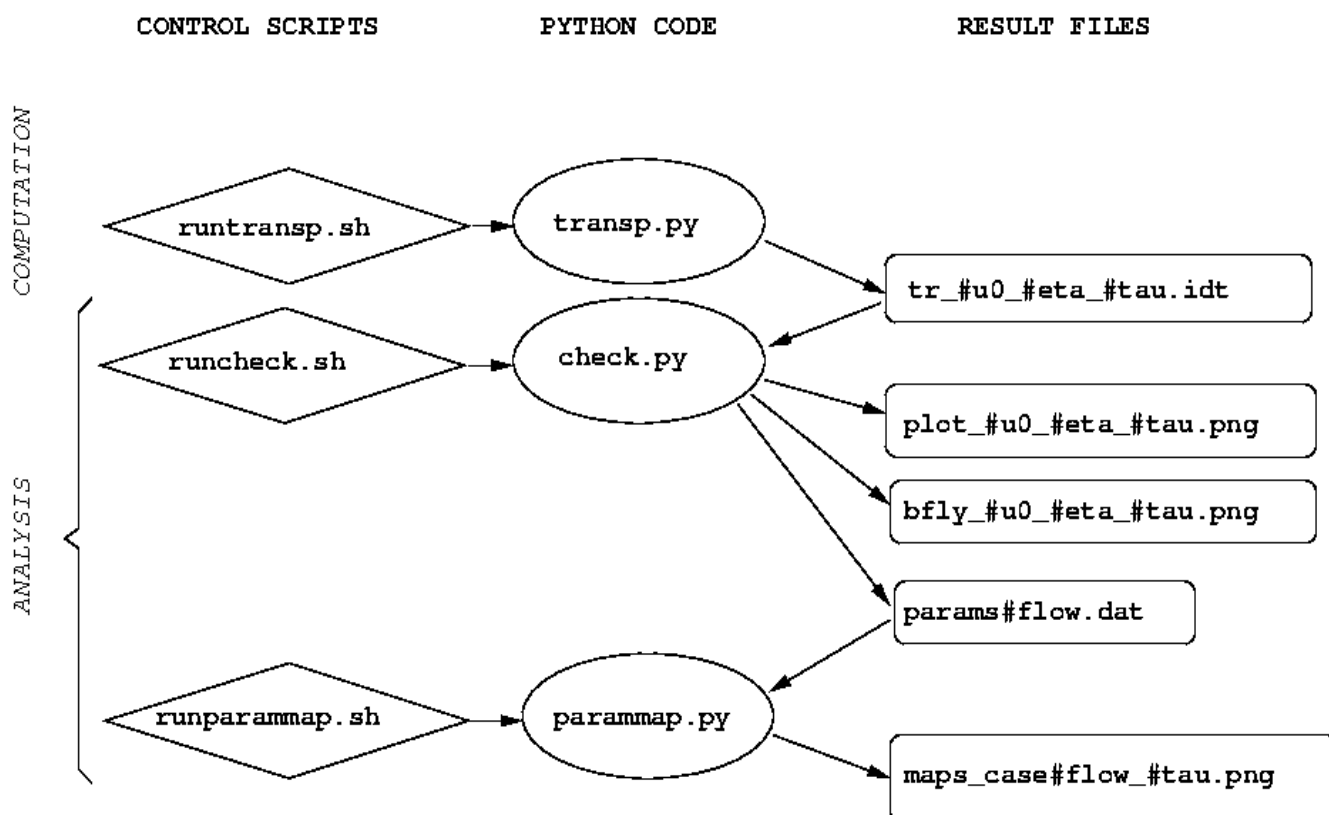 CONTROL SCRIPTS
PYTHON CODE
RESULT FILES
COMPUTATION
runtransp.sh
transp.py
tr_#u0_#eta_#tau.idt
ANALYSIS
runcheck.sh
check.py
plot_#u0_#eta_#tau.png
bfly_#u0_#eta_#tau.png
params#flow.dat
runparammap.sh
parammap.py
maps_case#flow_#tau.png